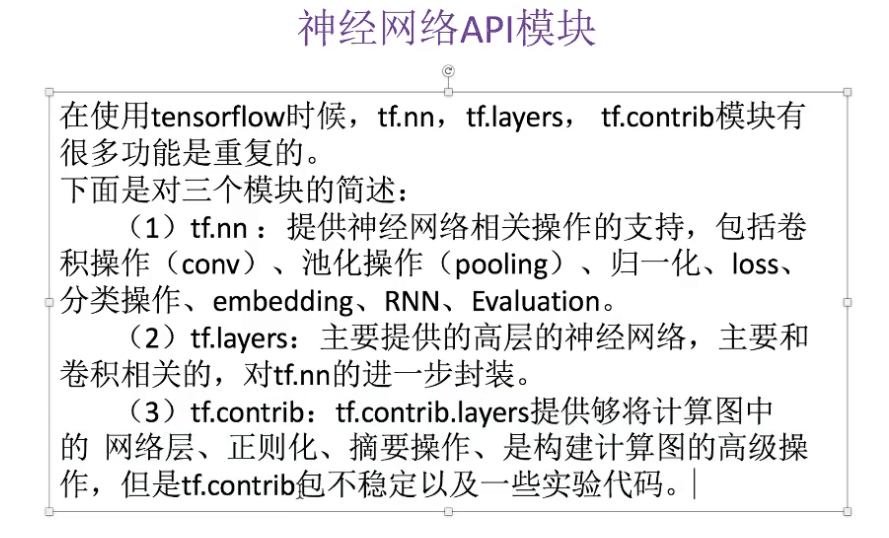 神经网络API模块
在使用tensorflow时候，tf.nn，tf.layers， tf.contrib模块有
很多功能是重复的。
下面是对三个模块的简述：
（1）tf.nn ：提供神经网络相关操作的支持，包括卷
积操作（conv）、池化操作（pooling）、归一化、loss、
分类操作、embedding、RNN、Evaluation。
（2）tf.layers：主要提供的高层的神经网络，主要和
卷积相关的，对tf.nn的进一步封装。
（3）tf.contrib：tf.contrib.layers提供够将计算图中
的 网络层、正则化、摘要操作、是构建计算图的高级操
作，但是tf.contrib包不稳定以及一些实验代码。